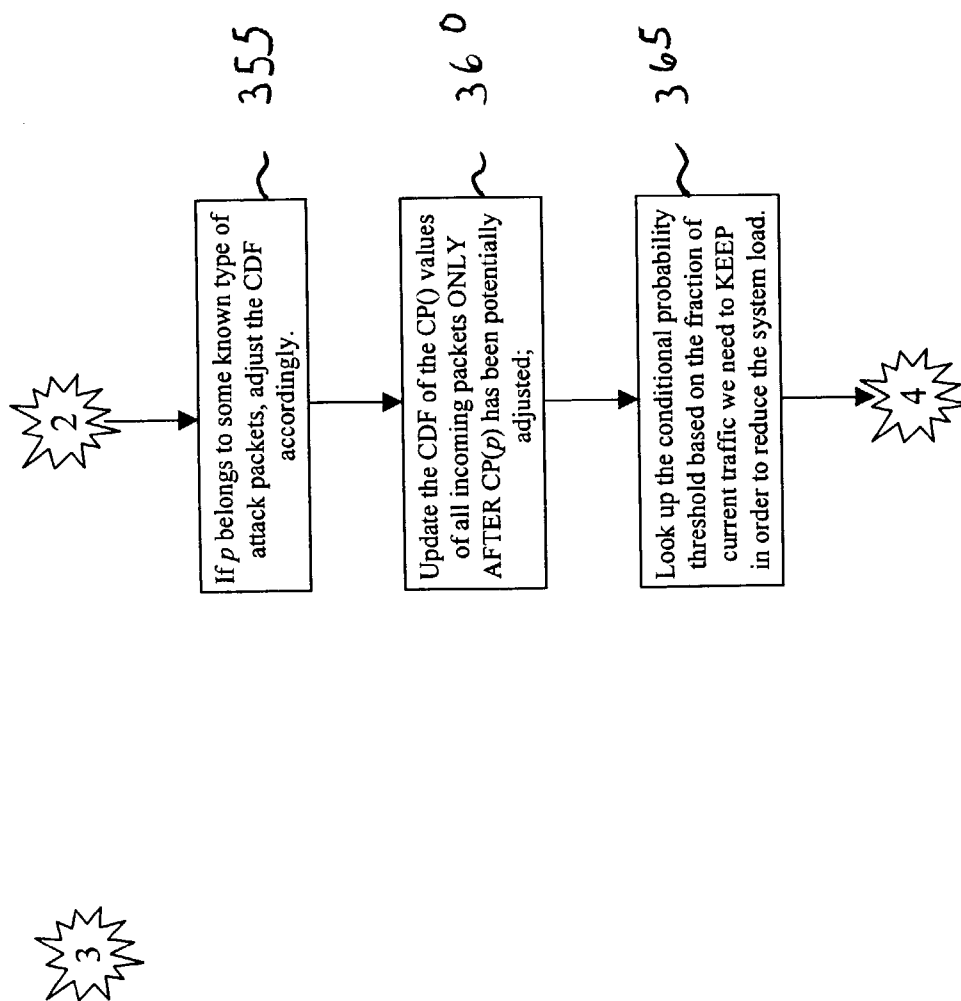 2
If p belongs to some known type of
attack packets, adjust the CDF
accordingly.
355
Update the CDF of the CP() values
of all incoming packets ONLY
AFTER CP(p) has been potentially
adjusted;
360
Look up the conditional probability
threshold based on the fraction of
current traffic we need to KEEP
in order to reduce the system load.
365
4
3